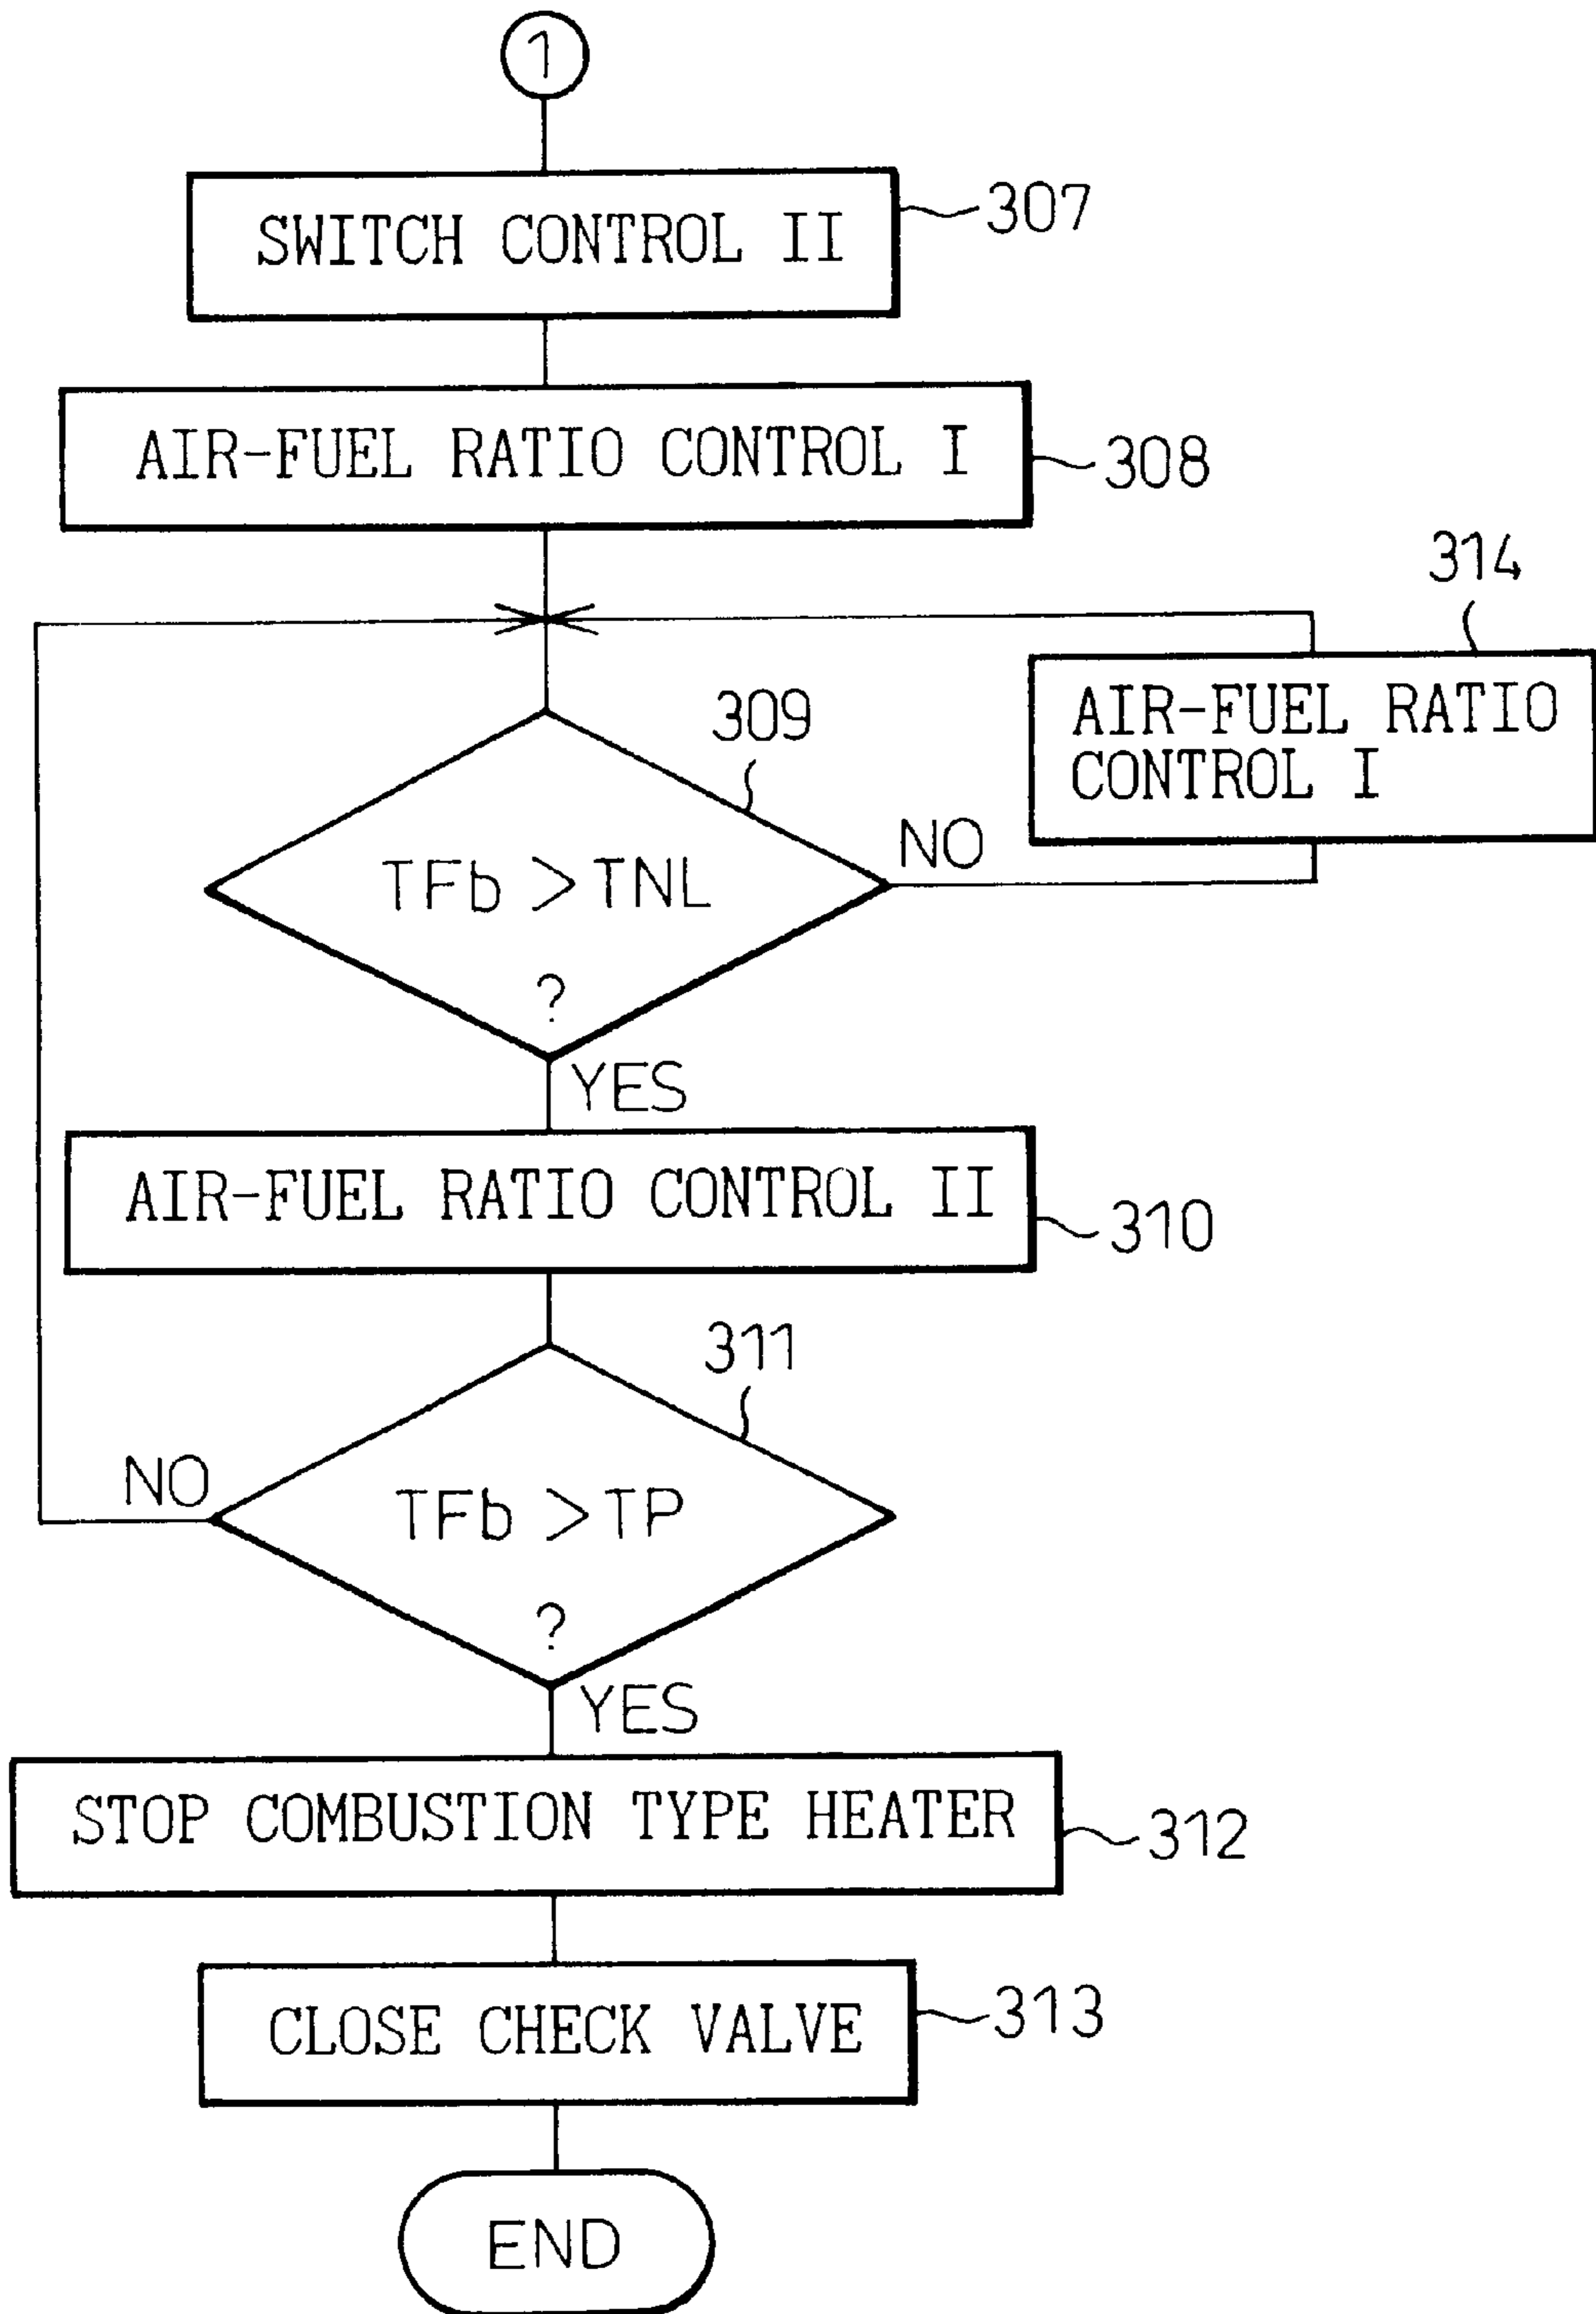 1
SWITCH CONTROL II
307
AIR-FUEL RATIO CONTROL I
308
314
AIR-FUEL RATIO
CONTROL I
309
TFb > TNL
?
NO
YES
AIR-FUEL RATIO CONTROL II
310
311
NO
TFb > TP
?
YES
STOP COMBUSTION TYPE HEATER
312
CLOSE CHECK VALVE
313
END